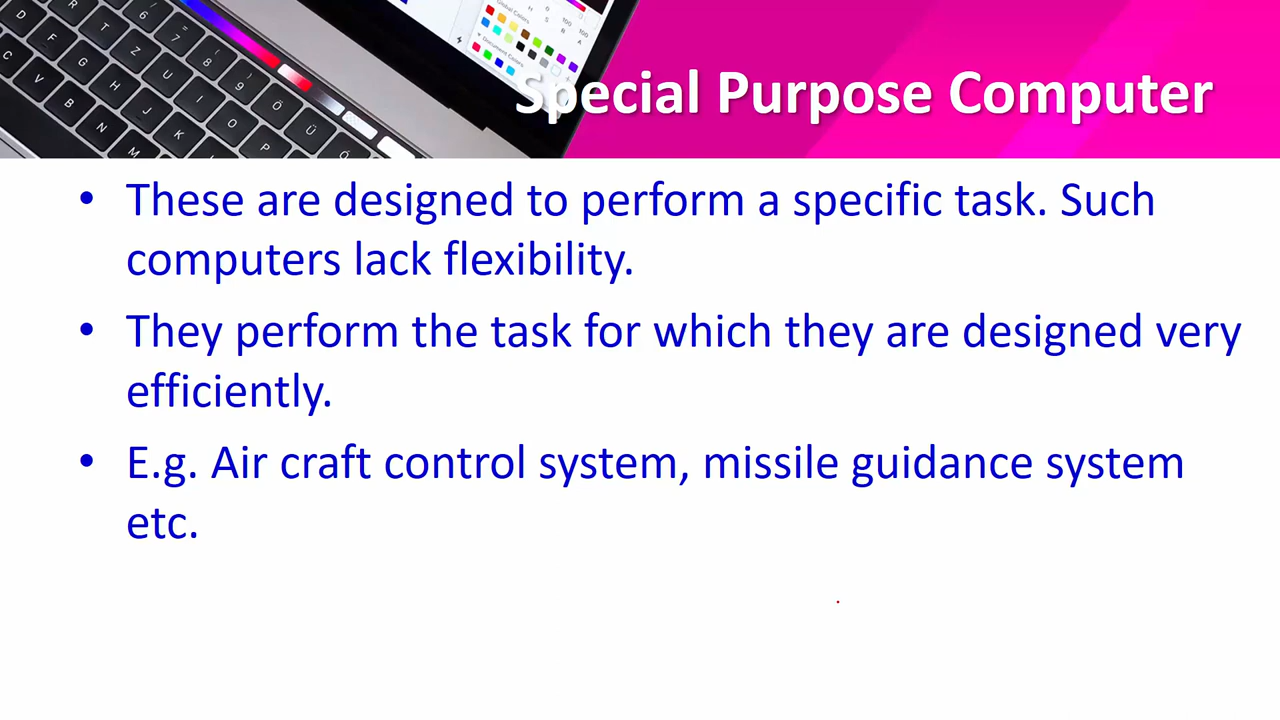 Special Purpose Computer
• These are designed to perform a specific task. Such
computers lack flexibility.
• They perform the task for which they are designed very
efficiently.
• E.g. Air craft control system, missile guidance system
etc.